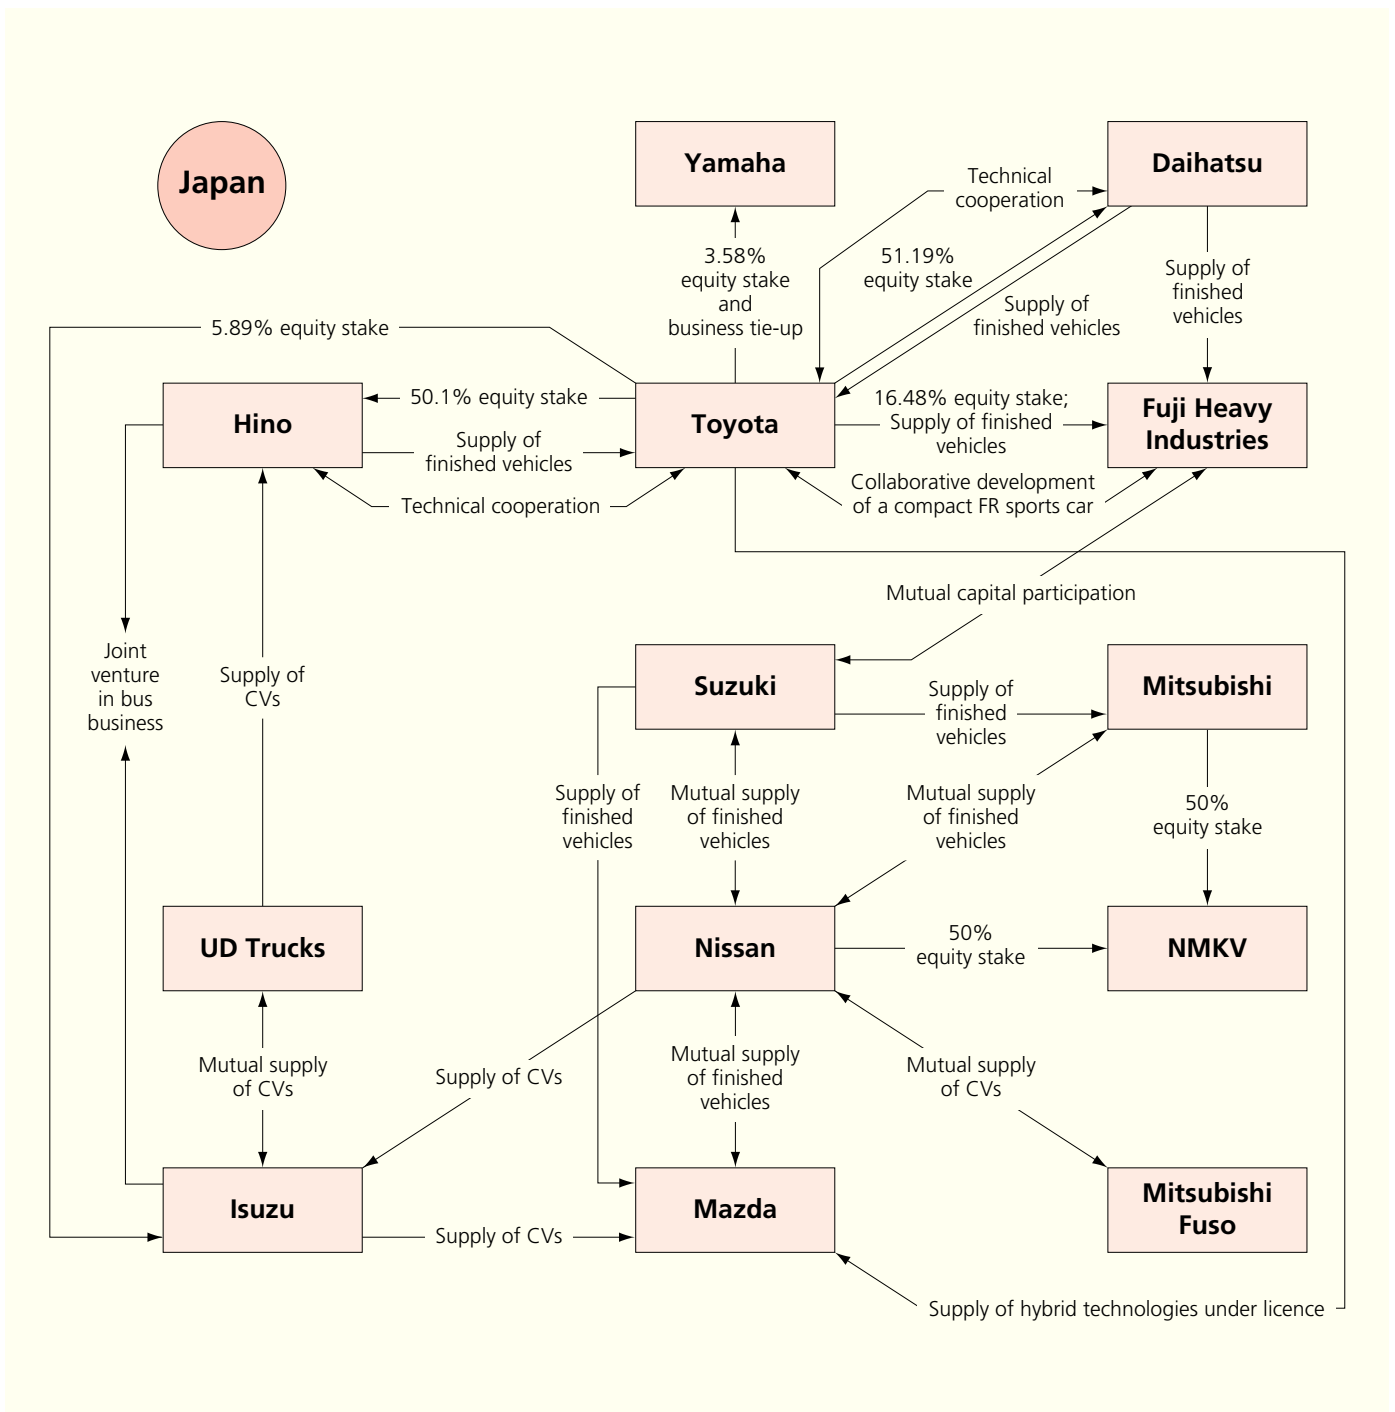 Japan
Yamaha
Daihatsu
Technical
cooperation
3.58%
equity stake
and
business tie-up
51.19%
equity stake
Supply of
finished vehicles
Supply of
finished
vehicles
5.89% equity stake
Hino
50.1% equity stake
Supply of
finished vehicles
Technical cooperation
Toyota
16.48% equity stake;
Supply of finished
vehicles
Collaborative development
of a compact FR sports car
Fuji Heavy
Industries
Mutual capital participation
Joint
venture
in bus
business
Supply of
CVs
Suzuki
Supply of
finished
vehicles
Mitsubishi
Supply of
finished
vehicles
Mutual supply
of finished
vehicles
Mutual supply
of finished
vehicles
50%
equity stake
UD Trucks
Nissan
50%
equity stake
NMKV
Mutual supply
of CVs
Supply of CVs
Mutual supply
of finished
vehicles
Mutual supply
of CVs
Isuzu
Supply of CVs
Mazda
Mitsubishi
Fuso
Supply of hybrid technologies under licence